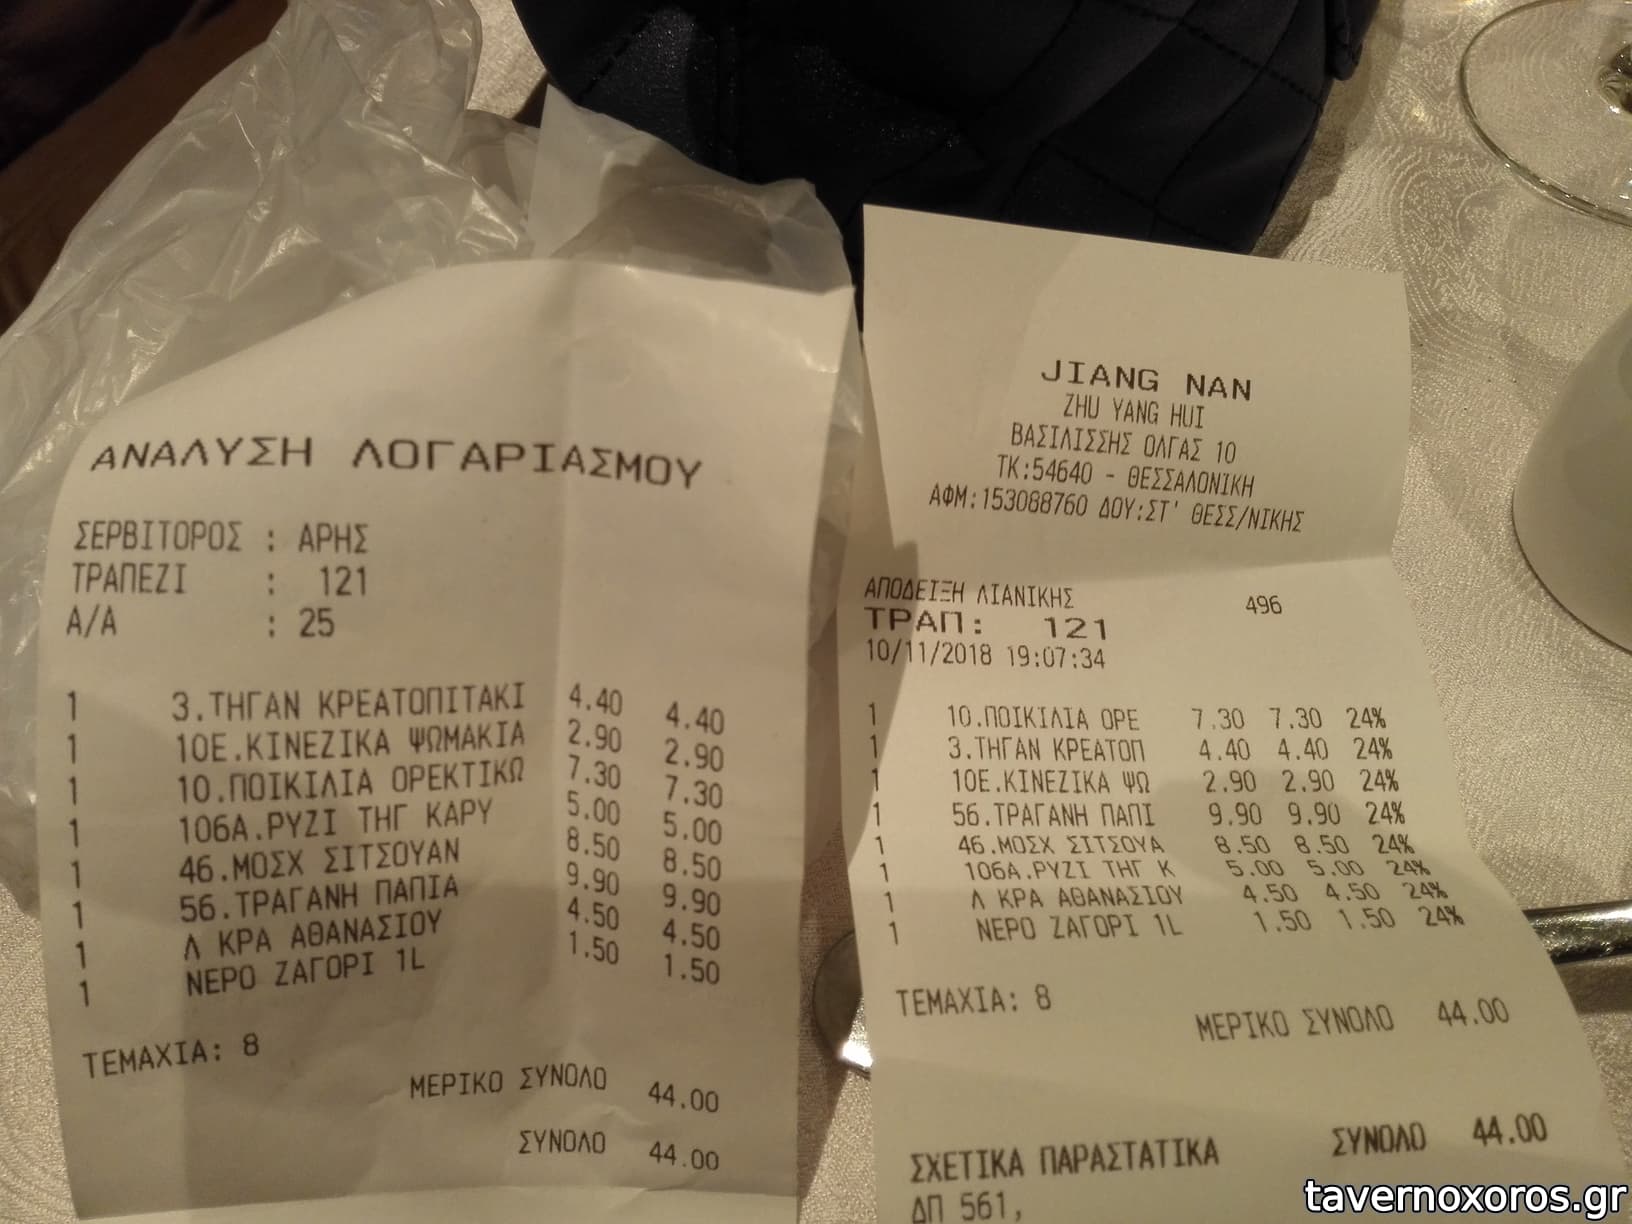 ΑΝΑΛΥΣΗ ΛΟΓΑΡΙΑΣΜΟΥ
ΣΕΡΒΙΤΟΡΟΣ : ΑΡΗΣ
ΤΡΑΠΕΖΙ : 121
Α/Α : 25
1 3.ΤΗΓΑΝ ΚΡΕΑΤΟΠΙΤΑΚΙ 4.40 4.40
1 10Ε.ΚΙΝΕΖΙΚΑ ΨΩΜΑΚΙΑ 2.90 2.90
1 10.ΠΟΙΚΙΛΙΑ ΟΡΕΚΤΙΚΩ 7.30 7.30
1 106Α.ΡΥΖΙ ΤΗΓ ΚΑΡΥ 5.00 5.00
1 46.ΜΟΣΧ ΣΙΤΣΟΥΑΝ 8.50 8.50
1 56.ΤΡΑΓΑΝΗ ΠΑΠΙΑ 9.90 9.90
1 Λ ΚΡΑ ΑΘΑΝΑΣΙΟΥ 4.50 4.50
1 ΝΕΡΟ ΖΑΓΟΡΙ 1L 1.50 1.50
ΤΕΜΑΧΙΑ: 8
ΜΕΡΙΚΟ ΣΥΝΟΛΟ 44.00
ΣΥΝΟΛΟ 44.00
JIANG NAN
ZHU YANG HUI
ΒΑΣΙΛΙΣΣΗΣ ΟΛΓΑΣ 10
ΤΚ:54640 - ΘΕΣΣΑΛΟΝΙΚΗ
ΑΦΜ:153088760 ΔΟΥ:ΣΤ' ΘΕΣΣ/ΝΙΚΗΣ
ΑΠΟΔΕΙΞΗ ΛΙΑΝΙΚΗΣ 496
ΤΡΑΠ: 121
10/11/2018 19:07:34
1 10.ΠΟΙΚΙΛΙΑ ΟΡΕ 7.30 7.30 24%
1 3.ΤΗΓΑΝ ΚΡΕΑΤΟΠ 4.40 4.40 24%
1 10Ε.ΚΙΝΕΖΙΚΑ ΨΩ 2.90 2.90 24%
1 56.ΤΡΑΓΑΝΗ ΠΑΠΙ 9.90 9.90 24%
1 46.ΜΟΣΧ ΣΙΤΣΟΥΑ 8.50 8.50 24%
1 106Α.ΡΥΖΙ ΤΗΓ Κ 5.00 5.00 24%
1 Λ ΚΡΑ ΑΘΑΝΑΣΙΟΥ 4.50 4.50 24%
1 ΝΕΡΟ ΖΑΓΟΡΙ 1L 1.50 1.50 24%
ΤΕΜΑΧΙΑ: 8
ΜΕΡΙΚΟ ΣΥΝΟΛΟ 44.00
ΣΥΝΟΛΟ 44.00
ΣΧΕΤΙΚΑ ΠΑΡΑΣΤΑΤΙΚΑ
ΔΠ 561,
tavernoxoros.gr